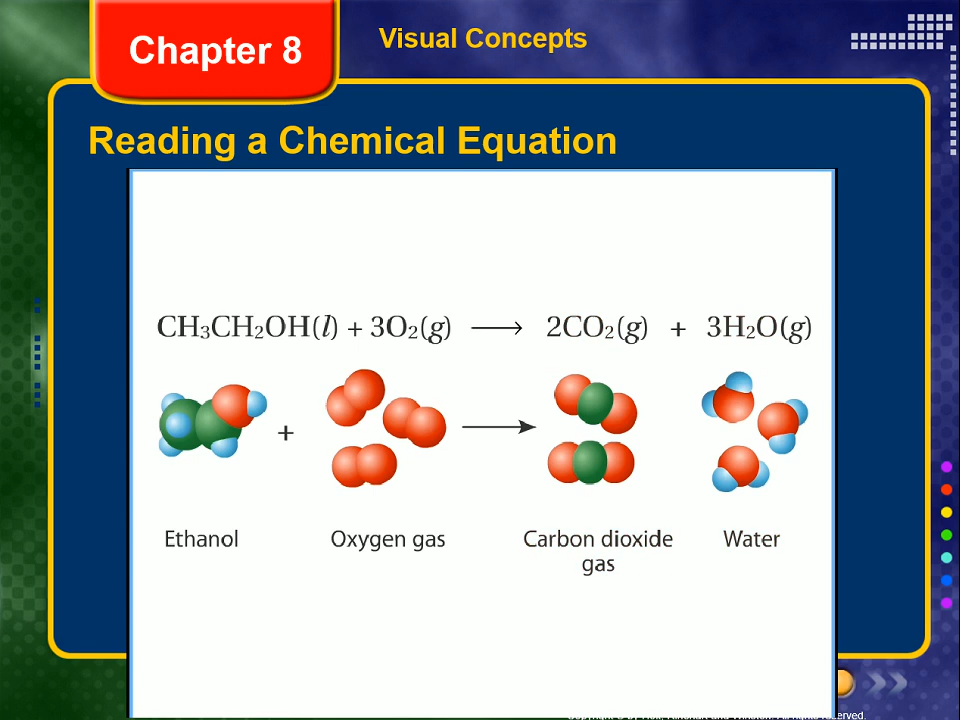 Chapter 8
Visual Concepts
Reading a Chemical Equation
CH₃CH₂OH(l) + 3O₂(g) ⟶ 2CO₂(g) + 3H₂O(g)
+
Ethanol
Oxygen gas
Carbon dioxide
gas
Water